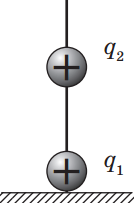 q₂
+
+
q₁